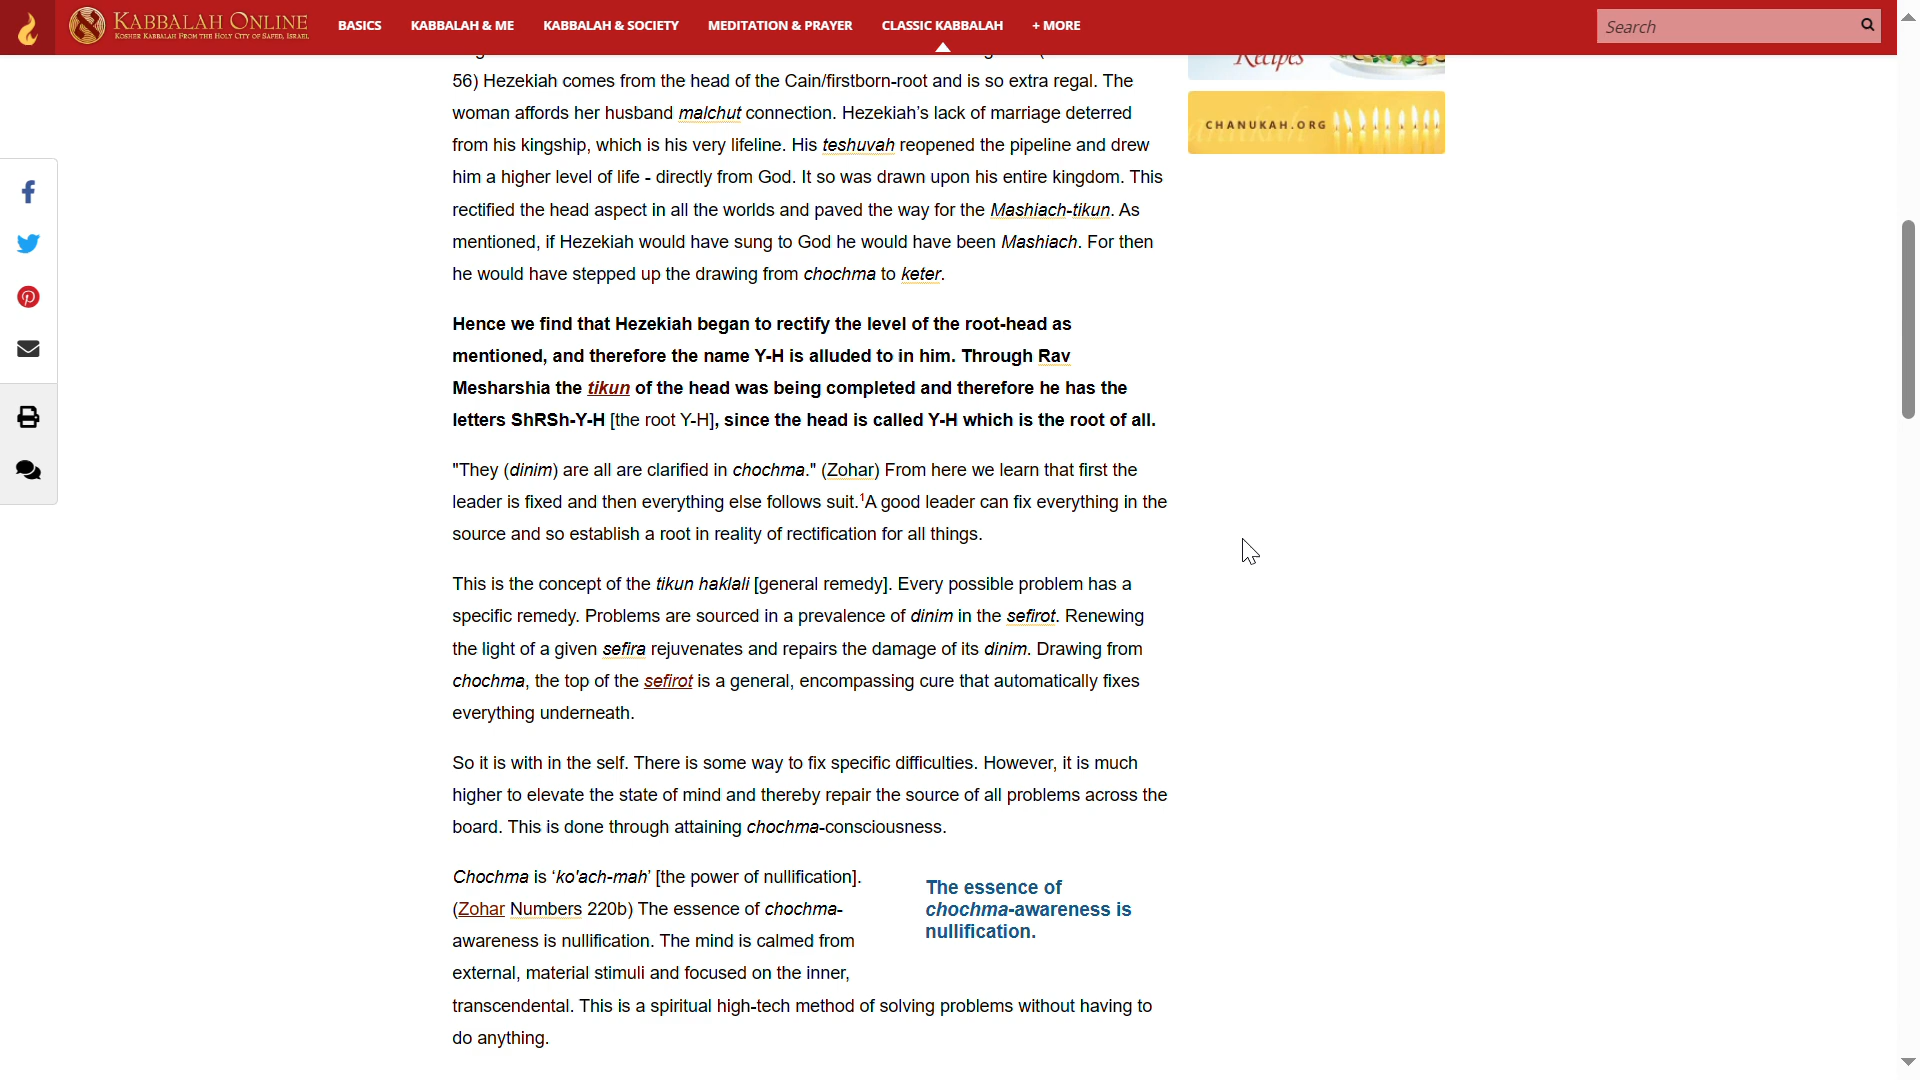 KABBALAH ONLINE
KOSHER KABBALAH FROM THE HOLY CITY OF SAFED, ISRAEL
BASICS
KABBALAH & ME
KABBALAH & SOCIETY
MEDITATION & PRAYER
CLASSIC KABBALAH
+ MORE
Search
Recipes
CHANUKAH.ORG
56) Hezekiah comes from the head of the Cain/firstborn-root and is so extra regal. The
woman affords her husband malchut connection. Hezekiah’s lack of marriage deterred
from his kingship, which is his very lifeline. His teshuvah reopened the pipeline and drew
him a higher level of life - directly from God. It so was drawn upon his entire kingdom. This
rectified the head aspect in all the worlds and paved the way for the Mashiach-tikun. As
mentioned, if Hezekiah would have sung to God he would have been Mashiach. For then
he would have stepped up the drawing from chochma to keter.
Hence we find that Hezekiah began to rectify the level of the root-head as
mentioned, and therefore the name Y-H is alluded to in him. Through Rav
Mesharshia the tikun of the head was being completed and therefore he has the
letters ShRSh-Y-H [the root Y-H], since the head is called Y-H which is the root of all.
"They (dinim) are all are clarified in chochma." (Zohar) From here we learn that first the
leader is fixed and then everything else follows suit.1A good leader can fix everything in the
source and so establish a root in reality of rectification for all things.
This is the concept of the tikun haklali [general remedy]. Every possible problem has a
specific remedy. Problems are sourced in a prevalence of dinim in the sefirot. Renewing
the light of a given sefira rejuvenates and repairs the damage of its dinim. Drawing from
chochma, the top of the sefirot is a general, encompassing cure that automatically fixes
everything underneath.
So it is with in the self. There is some way to fix specific difficulties. However, it is much
higher to elevate the state of mind and thereby repair the source of all problems across the
board. This is done through attaining chochma-consciousness.
Chochma is ‘ko'ach-mah’ [the power of nullification].
(Zohar Numbers 220b) The essence of chochma-
awareness is nullification. The mind is calmed from
external, material stimuli and focused on the inner,
transcendental. This is a spiritual high-tech method of solving problems without having to
do anything.
The essence of
chochma-awareness is
nullification.